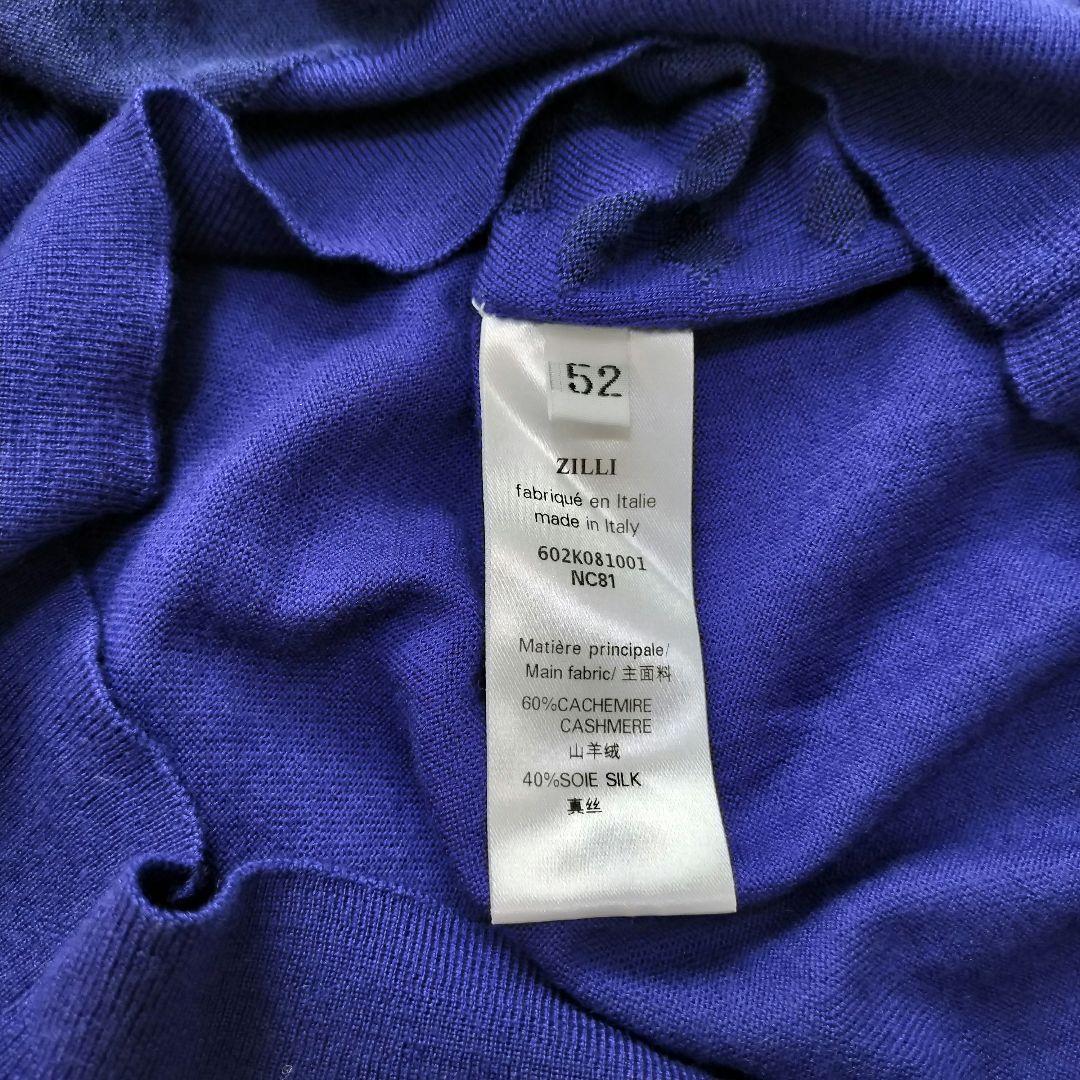 52
ZILLI
fabriqué en Italie
made in Italy
602K081001
NC81
Matière principale/
Main fabric/ 主面料
60%CACHEMIRE
CASHMERE
山羊绒
40%SOIE SILK
真丝